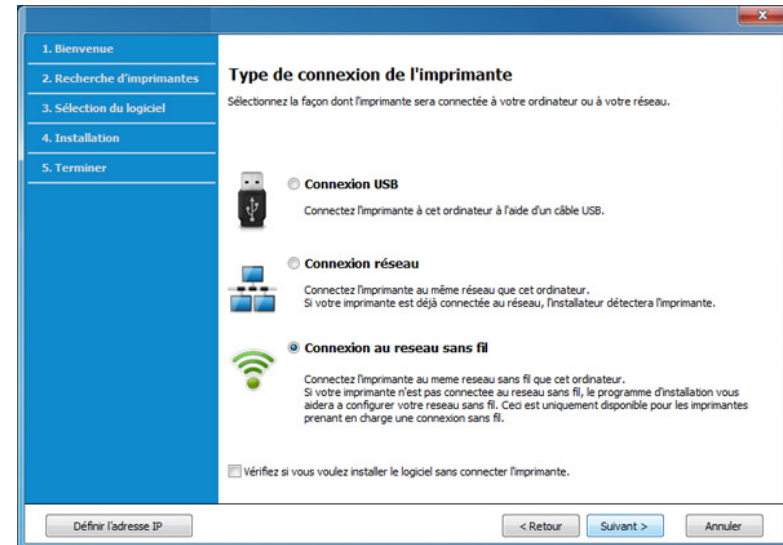 1. Bienvenue
2. Recherche d'imprimantes
3. Sélection du logiciel
4. Installation
5. Terminer
Type de connexion de l'imprimante
Sélectionnez la façon dont l'imprimante sera connectée à votre ordinateur ou à votre réseau.
Connexion USB
Connectez l'imprimante à cet ordinateur à l'aide d'un câble USB.
Connexion réseau
Connectez l'imprimante au même réseau que cet ordinateur.
Si votre imprimante est déjà connectée au réseau, l'installateur détectera l'imprimante.
Connexion au reseau sans fil
Connectez l'imprimante au meme reseau sans fil que cet ordinateur.
Si votre imprimante n'est pas connectee au reseau sans fil, le programme d'installation vous
aidera a configurer votre reseau sans fil. Ceci est uniquement disponible pour les imprimantes
prenant en charge une connexion sans fil.
Vérifiez si vous voulez installer le logiciel sans connecter l'imprimante.
Définir l'adresse IP
< Retour
Suivant >
Annuler